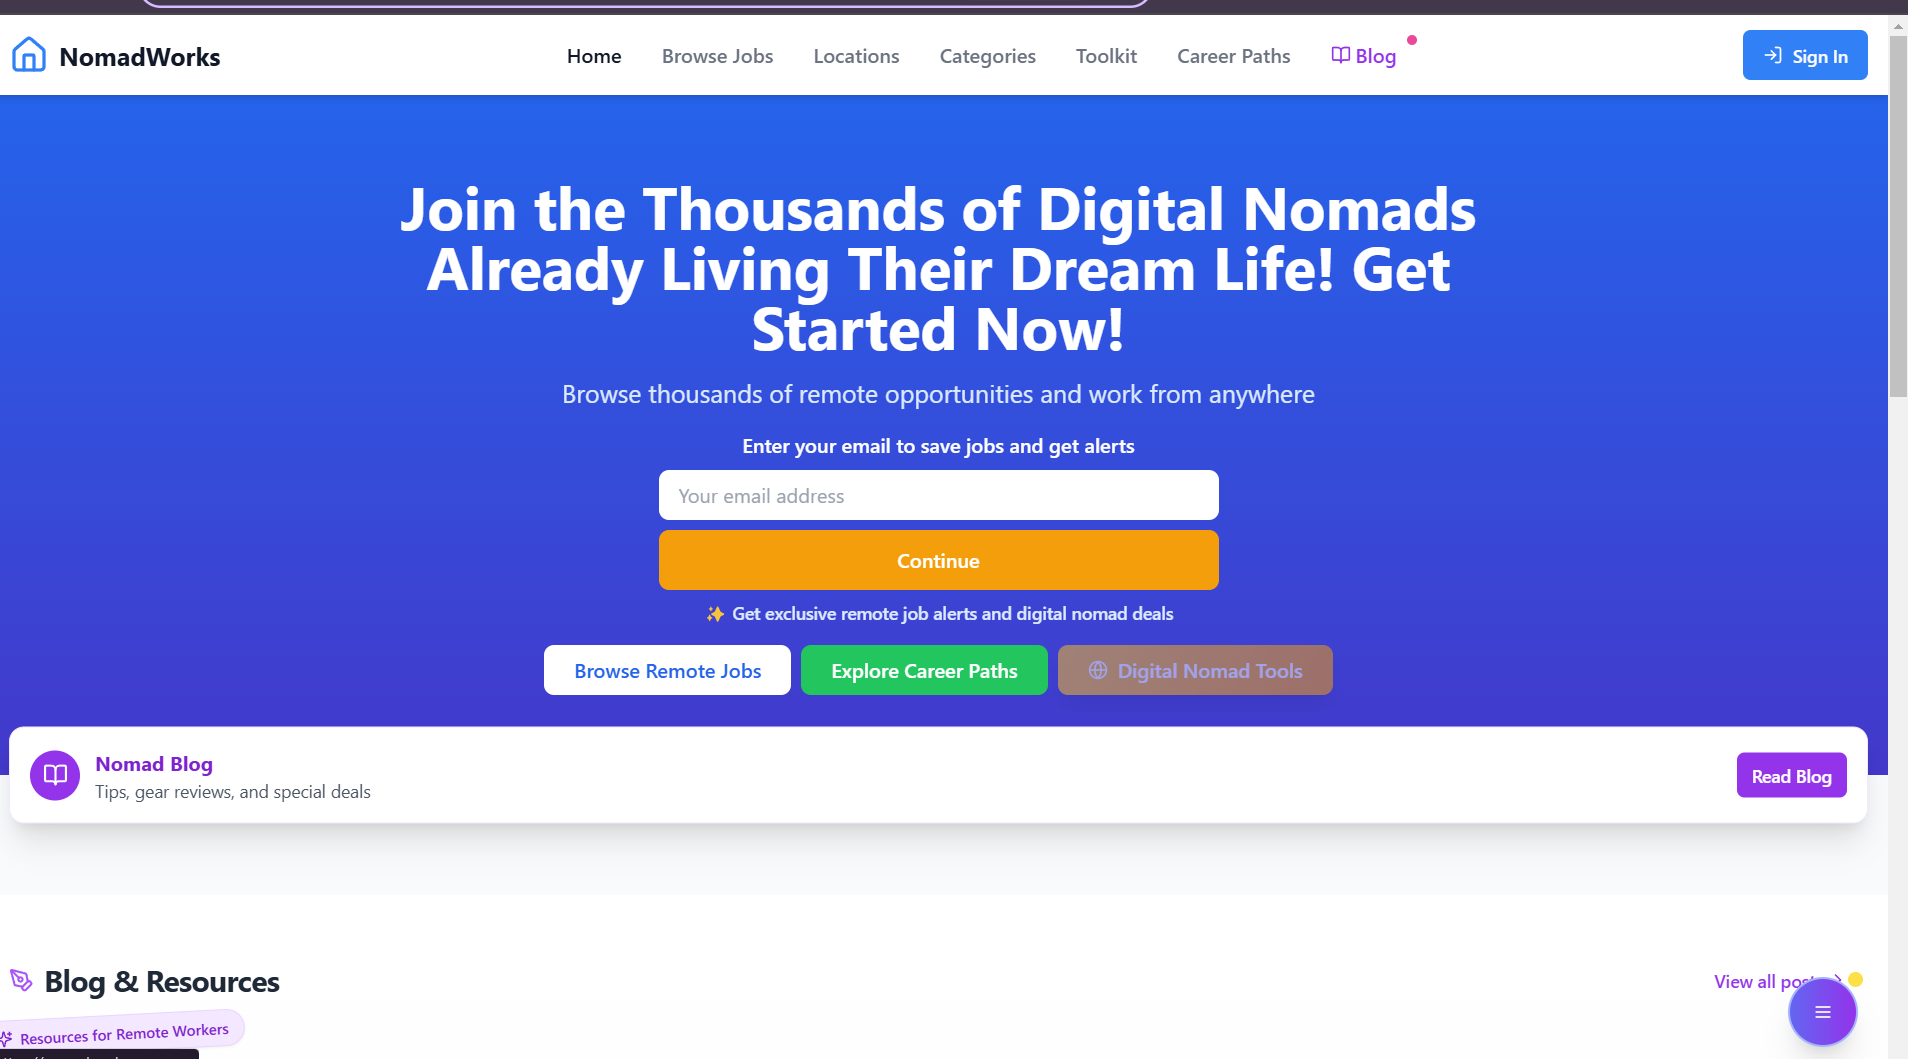 NomadWorks
Home
Browse Jobs
Locations
Categories
Toolkit
Career Paths
Blog
Sign In
Join the Thousands of Digital Nomads
Already Living Their Dream Life! Get
Started Now!
Browse thousands of remote opportunities and work from anywhere
Enter your email to save jobs and get alerts
Your email address
Continue
✨ Get exclusive remote job alerts and digital nomad deals
Browse Remote Jobs
Explore Career Paths
Digital Nomad Tools
Nomad Blog
Tips, gear reviews, and special deals
Read Blog
Blog & Resources
View all posts
Resources for Remote Workers